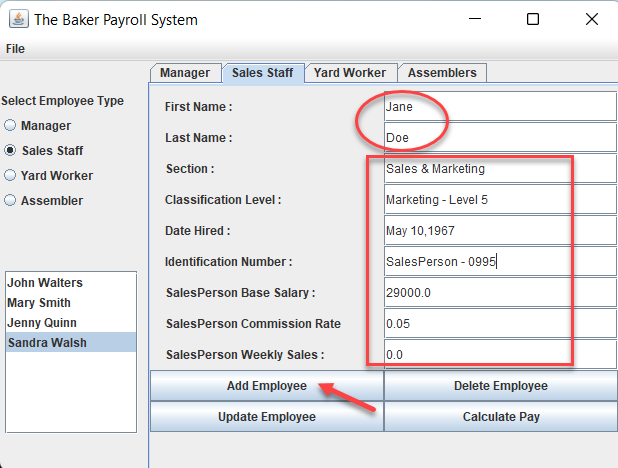 The Baker Payroll System
File
Manager Sales Staff Yard Worker Assemblers
Select Employee Type
Manager
Sales Staff
Yard Worker
Assembler
John Walters
Mary Smith
Jenny Quinn
Sandra Walsh
First Name : Jane
Last Name : Doe
Section : Sales & Marketing
Classification Level : Marketing - Level 5
Date Hired : May 10,1967
Identification Number : SalesPerson - 0995
SalesPerson Base Salary : 29000.0
SalesPerson Commission Rate 0.05
SalesPerson Weekly Sales : 0.0
Add Employee Delete Employee
Update Employee Calculate Pay